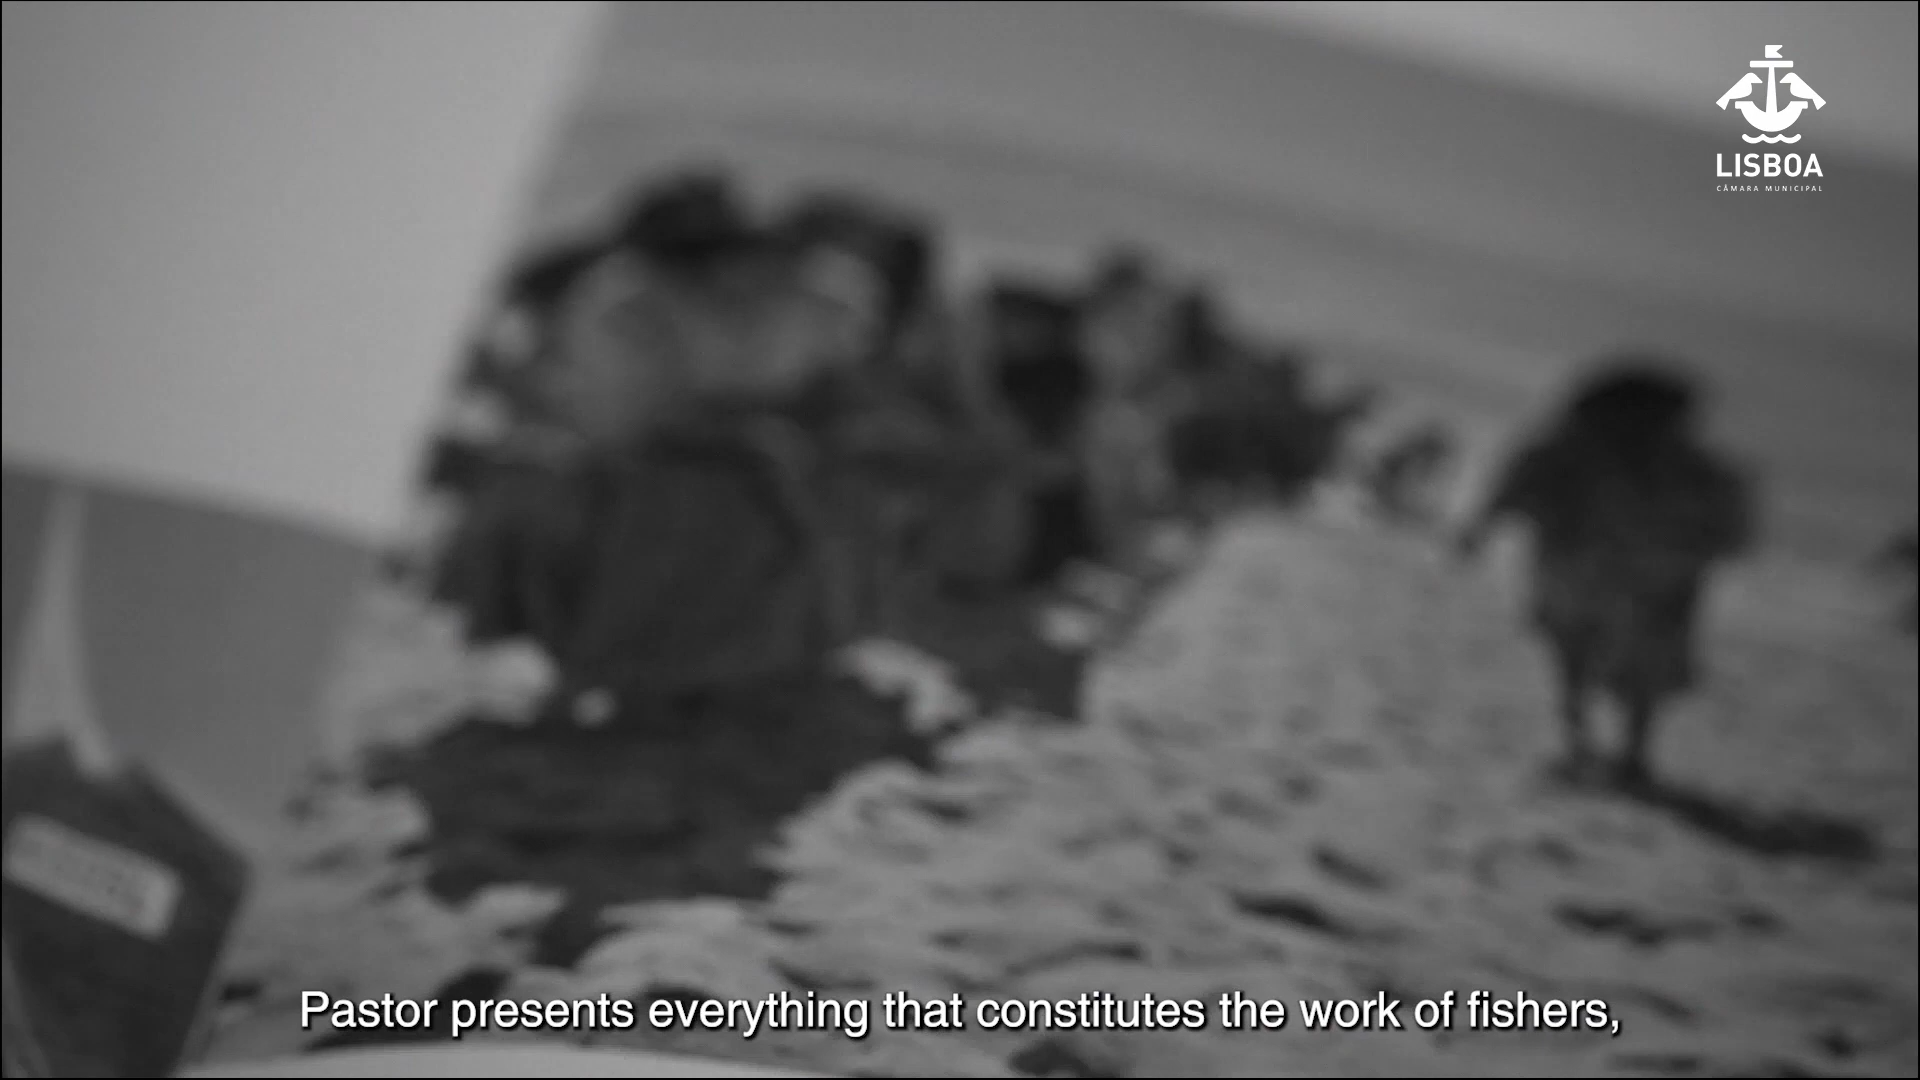 LISBOA
CÂMARA MUNICIPAL
Pastor presents everything that constitutes the work of fishers,